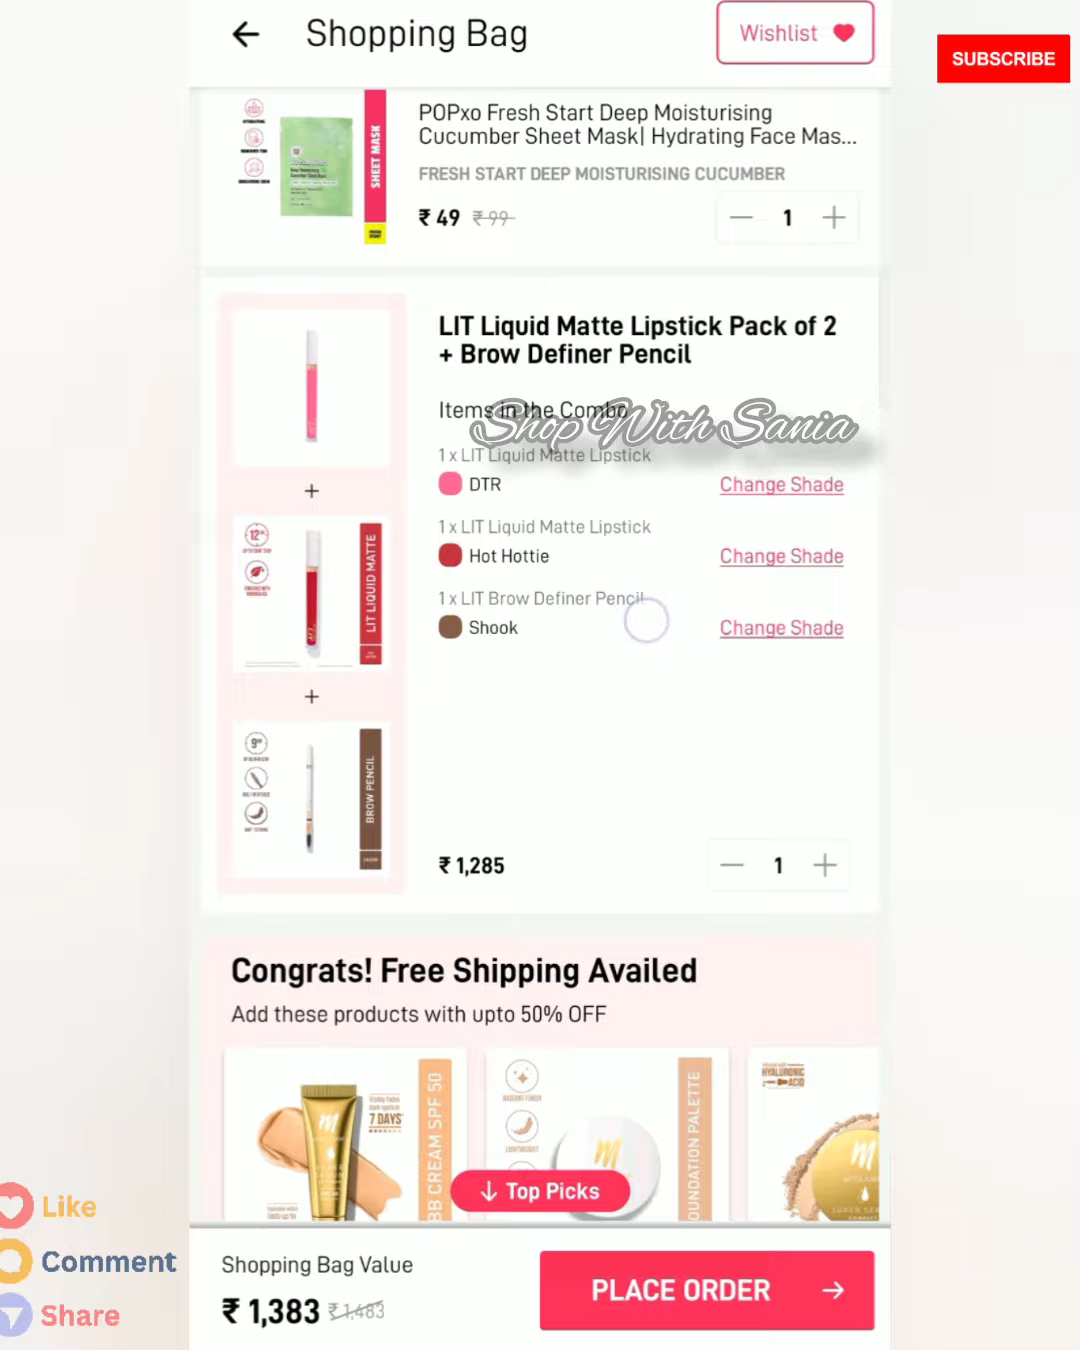 Shopping Bag
Wishlist
SUBSCRIBE
SHEET MASK
POPxo Fresh Start Deep Moisturising
Cucumber Sheet Mask| Hydrating Face Mas...
FRESH START DEEP MOISTURISING CUCUMBER
₹ 49 ₹ 99
1
LIT Liquid Matte Lipstick Pack of 2
+ Brow Definer Pencil
Items in the Combo
Shop With Sania
1 x LIT Liquid Matte Lipstick
DTR
Change Shade
+
1 x LIT Liquid Matte Lipstick
Hot Hottie
Change Shade
LIT LIQUID MATTE
1 x LIT Brow Definer Pencil
Shook
Change Shade
+
BROW PENCIL
₹ 1,285
1
Congrats! Free Shipping Availed
Add these products with upto 50% OFF
7 DAYS
BB CREAM SPF 50
RADIANT FINISH
LIGHTWEIGHT
OUNDATION PALETTE
HYALURONIC
ACID
Top Picks
Like
Comment
Share
Shopping Bag Value
₹ 1,383 ₹ 1,483
PLACE ORDER